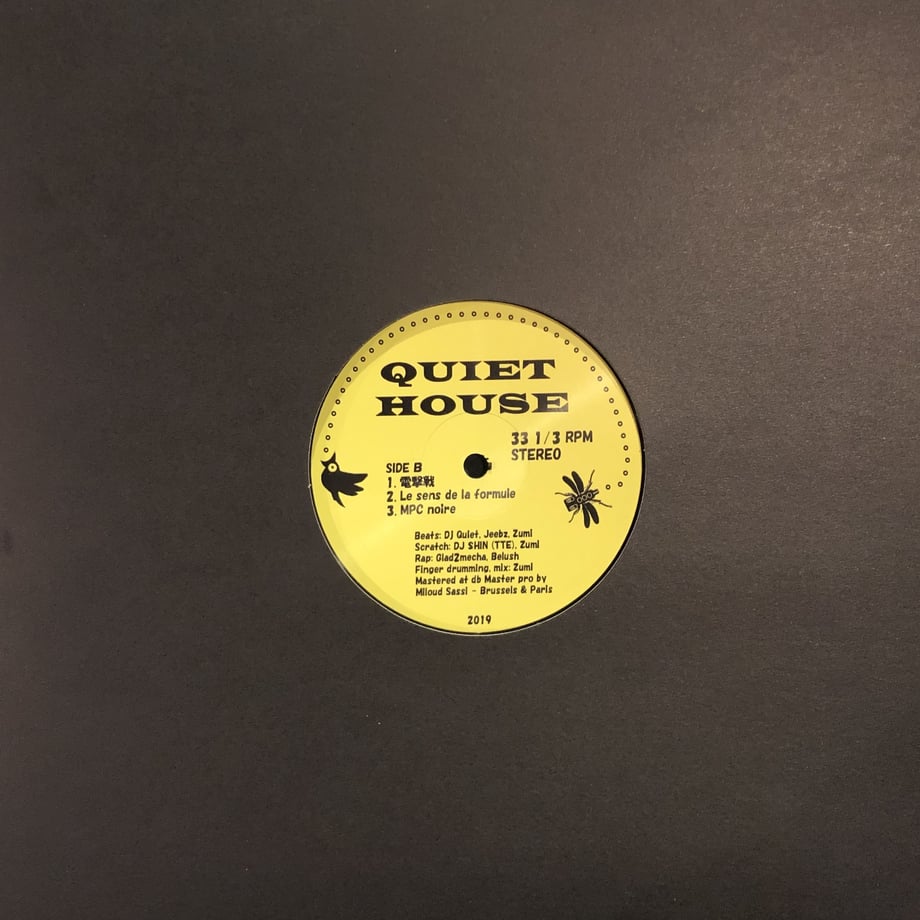 QUIET
HOUSE
33 1/3 RPM
STEREO
SIDE B
1. 電撃戦
2. Le sens de la formule
3. MPC noire
Beats: DJ Quiet, Jeebz, Zumi
Scratch: DJ SHIN (TTE), Zumi
Rap: Glad2mecha, Belush
Finger drumming, mix: Zumi
Mastered at db Master pro by
Miloud Sassi - Brussels & Paris
2019